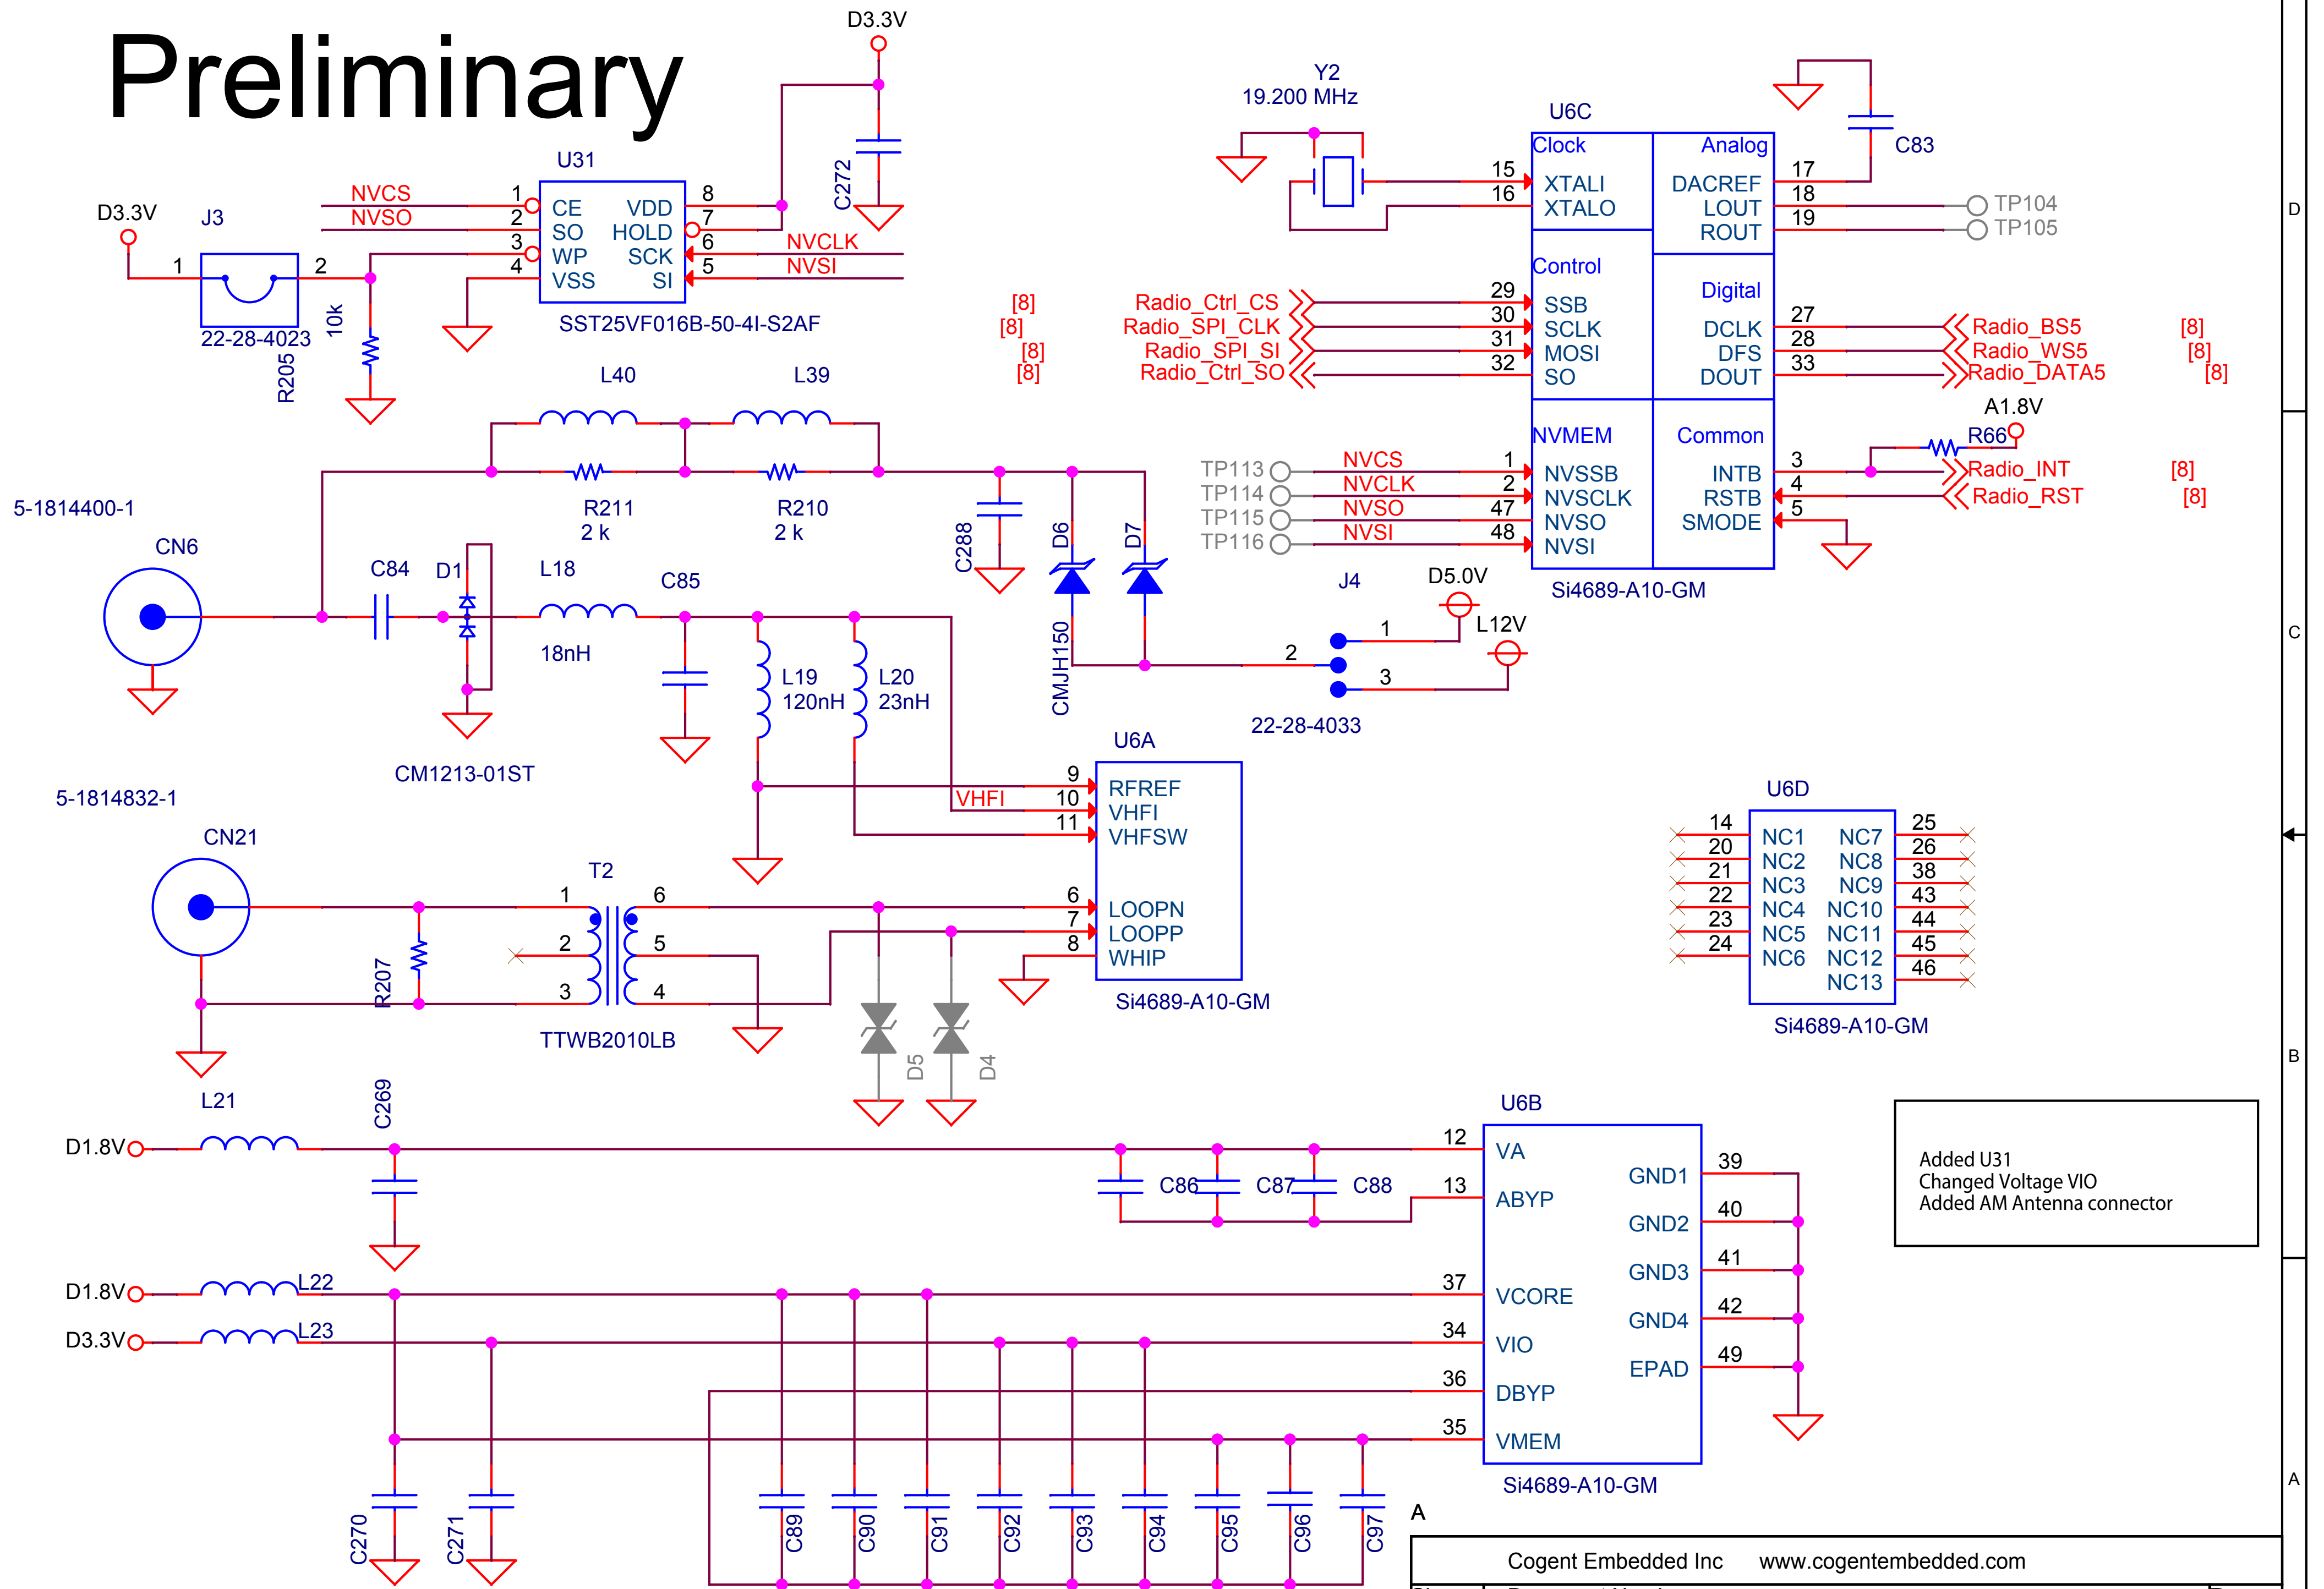 Preliminary
D3.3V
C272
U31
NVCS
NVSO
1
2
3
4
CE
SO
WP
VSS
VDD
HOLD
SCK
SI
8
7
6
5
NVCLK
NVSI
SST25VF016B-50-4I-S2AF
D3.3V
J3
1
2
22-28-4023
10k
R205
Y2
19.200 MHz
U6C
Clock
Analog
15
16
XTALI
XTALO
DACREF
LOUT
ROUT
17
18
19
C83
TP104
TP105
Control
Digital
[8] Radio_Ctrl_CS 29 SSB
[8] Radio_SPI_CLK 30 SCLK
[8] Radio_SPI_SI 31 MOSI
[8] Radio_Ctrl_SO 32 SO
DCLK 27 Radio_BS5 [8]
DFS 28 Radio_WS5 [8]
DOUT 33 Radio_DATA5 [8]
A1.8V
R66
NVMEM
Common
TP113 NVCS 1 NVSSB
TP114 NVCLK 2 NVSCLK
TP115 NVSO 47 NVSO
TP116 NVSI 48 NVSI
INTB 3 Radio_INT [8]
RSTB 4 Radio_RST [8]
SMODE 5
Si4689-A10-GM
L40
L39
R211
2 k
R210
2 k
C288
D6
D7
CMJH150
J4
D5.0V
L12V
1
2
3
22-28-4033
5-1814400-1
CN6
C84
D1
L18
18nH
C85
L19
120nH
L20
23nH
CM1213-01ST
U6A
VHFI
9 RFREF
10 VHFI
11 VHFSW
6 LOOPN
7 LOOPP
8 WHIP
Si4689-A10-GM
5-1814832-1
CN21
R207
T2
1
2
3
6
5
4
TTWB2010LB
D5
D4
U6D
14 NC1 NC7 25
20 NC2 NC8 26
21 NC3 NC9 38
22 NC4 NC10 43
23 NC5 NC11 44
24 NC6 NC12 45
NC13 46
Si4689-A10-GM
L21
C269
D1.8V
C86
C87
C88
U6B
12 VA
13 ABYP
37 VCORE
34 VIO
36 DBYP
35 VMEM
GND1 39
GND2 40
GND3 41
GND4 42
EPAD 49
Si4689-A10-GM
D1.8V
L22
D3.3V
L23
C270
C271
C89
C90
C91
C92
C93
C94
C95
C96
C97
Added U31
Changed Voltage VIO
Added AM Antenna connector
D
C
B
A
A
Cogent Embedded Inc www.cogentembedded.com